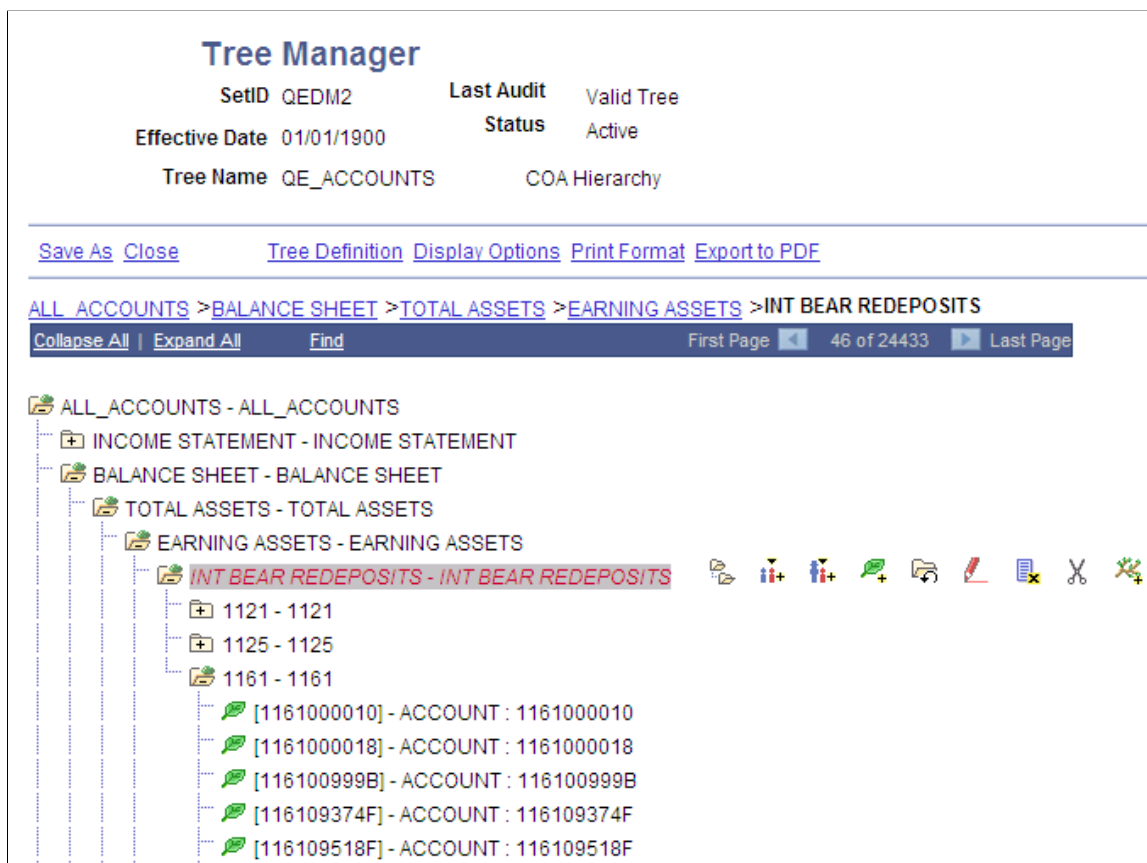 Tree Manager
SetID QEDM2 Last Audit Valid Tree
Effective Date 01/01/1900 Status Active
Tree Name QE_ACCOUNTS COA Hierarchy
Save As Close Tree Definition Display Options Print Format Export to PDF
ALL_ACCOUNTS >BALANCE SHEET >TOTAL ASSETS >EARNING ASSETS >INT BEAR REDEPOSITS
Collapse All | Expand All Find First Page 46 of 24433 Last Page
ALL_ACCOUNTS - ALL_ACCOUNTS
INCOME STATEMENT - INCOME STATEMENT
BALANCE SHEET - BALANCE SHEET
TOTAL ASSETS - TOTAL ASSETS
EARNING ASSETS - EARNING ASSETS
INT BEAR REDEPOSITS - INT BEAR REDEPOSITS
1121 - 1121
1125 - 1125
1161 - 1161
[1161000010] - ACCOUNT : 1161000010
[1161000018] - ACCOUNT : 1161000018
[116100999B] - ACCOUNT : 116100999B
[116109374F] - ACCOUNT : 116109374F
[116109518F] - ACCOUNT : 116109518F